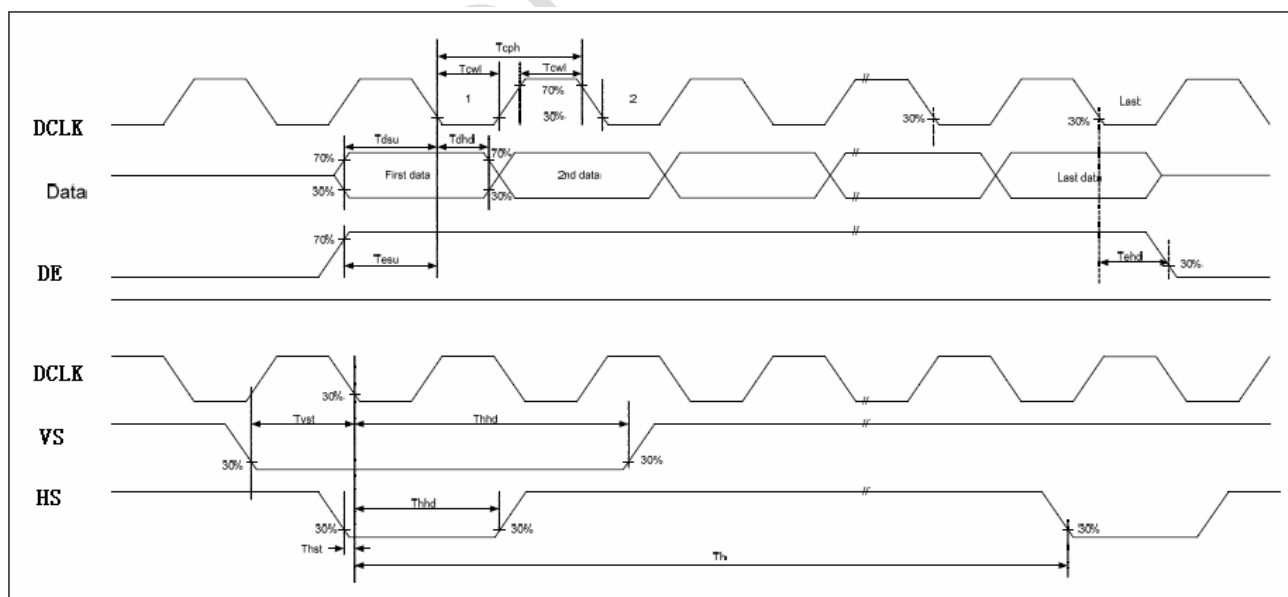 Tcph
Tcwl Tcwl
1 70% 2 Last
DCLK 30% 30% 30%
Tdsu Tdhd
70% 70%
First data 2nd data Last data
30% 30%
Data
70%
DE Tesu Tehd 30%
DCLK
30%
Tvst Thhd
VS
30% 30%
HS
Thhd
30% 30% 30%
Thst
Th